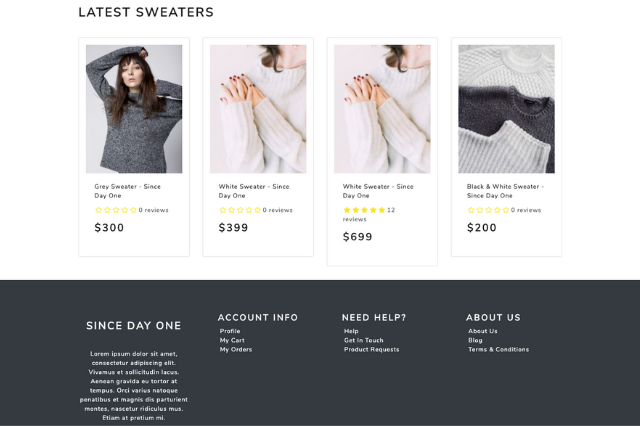 LATEST SWEATERS
Grey Sweater - Since
Day One
0 reviews
$300
White Sweater - Since
Day One
0 reviews
$399
White Sweater - Since
Day One
12
reviews
$699
Black & White Sweater -
Since Day One
0 reviews
$200
SINCE DAY ONE
Lorem ipsum dolor sit amet,
consectetur adipiscing elit.
Vivamus et sollicitudin lacus.
Aenean gravida eu tortor at
tempus. Orci varius natoque
penatibus et magnis dis parturient
montes, nascetur ridiculus mus.
Etiam at pretium mi.
ACCOUNT INFO
Profile
My Cart
My Orders
NEED HELP?
Help
Get In Touch
Product Requests
ABOUT US
About Us
Blog
Terms & Conditions